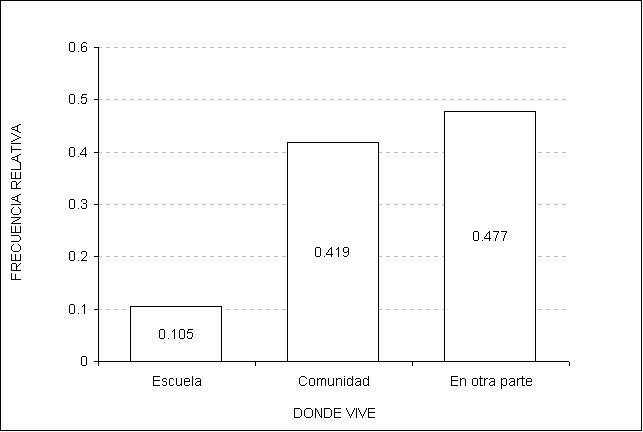 FRECUENCIA RELATIVA
0.6
0.5
0.4
0.3
0.2
0.1
0
0.105
0.419
0.477
Escuela
Comunidad
En otra parte
DONDE VIVE